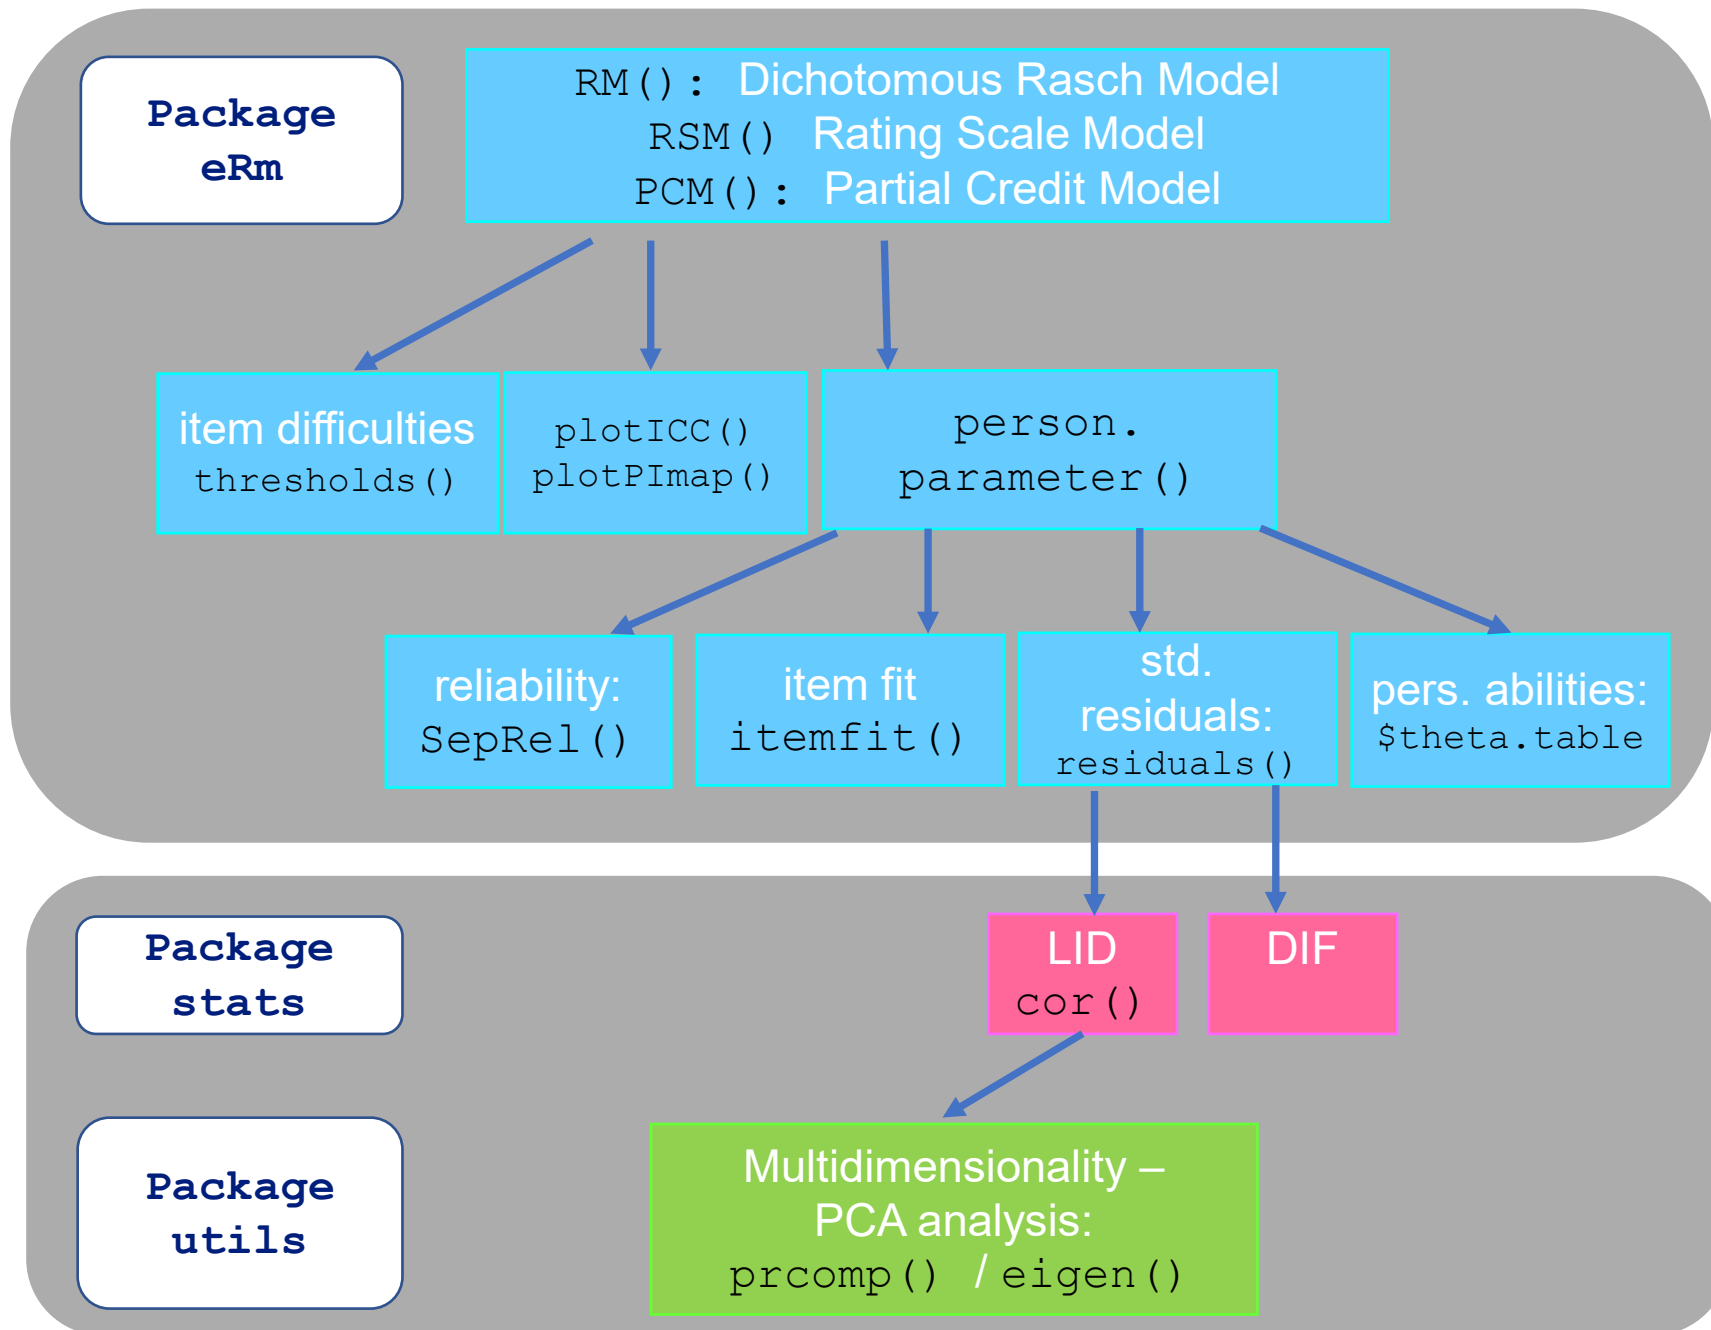 Package
eRm
RM(): Dichotomous Rasch Model
RSM() Rating Scale Model
PCM(): Partial Credit Model
item difficulties
thresholds()
plotICC()
plotPImap()
person.
parameter()
reliability:
SepRel()
item fit
itemfit()
std.
residuals:
residuals()
pers. abilities:
$theta.table
Package
stats
LID
cor()
DIF
Package
utils
Multidimensionality –
PCA analysis:
prcomp() / eigen()